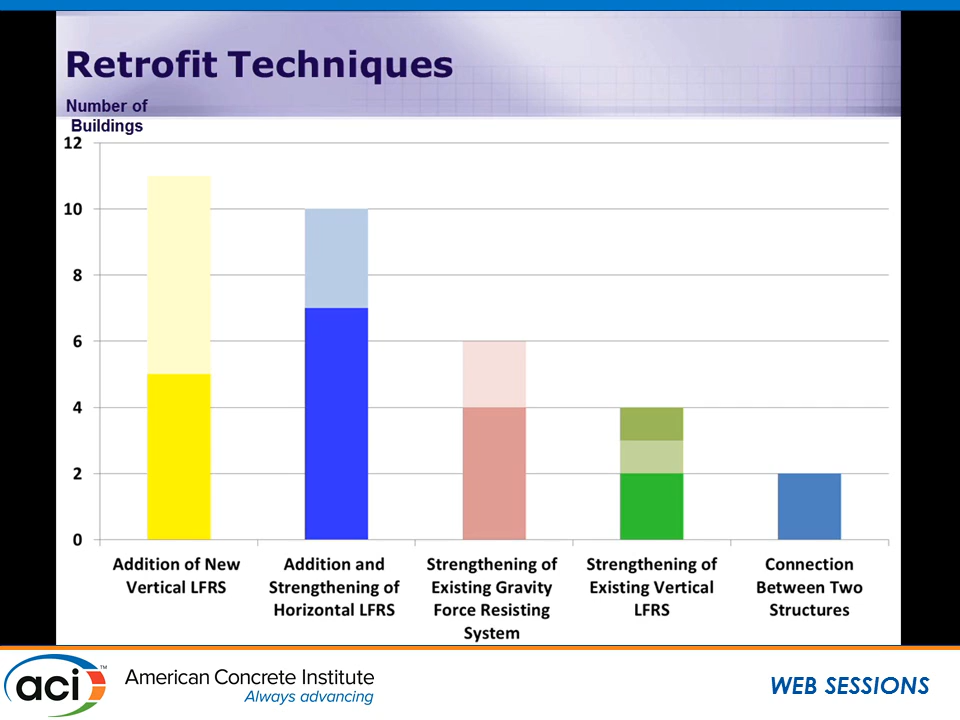 Retrofit Techniques
Number of
Buildings
12
10
8
6
4
2
0
Addition of New
Vertical LFRS
Addition and
Strengthening of
Horizontal LFRS
Strengthening of
Existing Gravity
Force Resisting
System
Strengthening of
Existing Vertical
LFRS
Connection
Between Two
Structures
aci™
American Concrete Institute
Always advancing
WEB SESSIONS